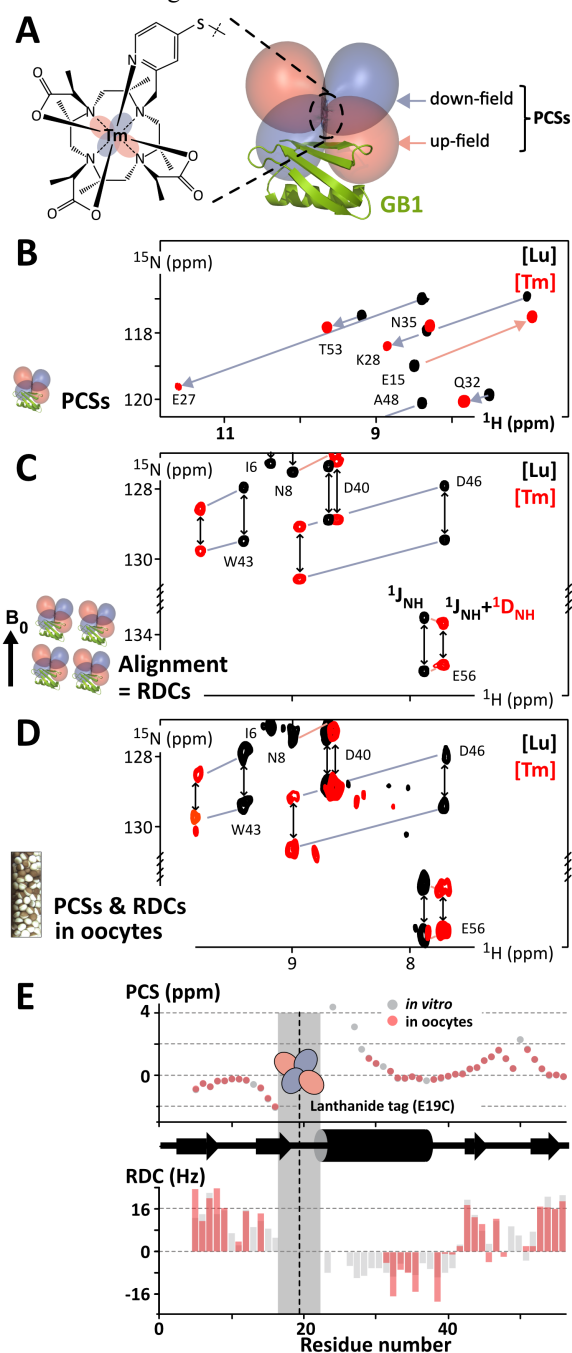 A
S
N
O
O
N
N
Tm
O
N
N
O
O
O
down-field
PCSs
up-field
GB1
B
15N (ppm)
[Lu]
[Tm]
118
N35
T53
K28
E15
Q32
E27
A48
120
PCSs
1H (ppm)
11
9
C
15N (ppm)
[Lu]
[Tm]
I6
128
N8
D40
D46
W43
130
1JNH
1JNH+1DNH
B0
134
E56
Alignment
= RDCs
1H (ppm)
D
15N (ppm)
[Lu]
[Tm]
I6
128
N8
D40
D46
W43
130
PCSs & RDCs
in oocytes
E56
1H (ppm)
9
8
E
PCS (ppm)
4
in vitro
in oocytes
0
Lanthanide tag (E19C)
RDC (Hz)
16
0
-16
0
20
40
Residue number